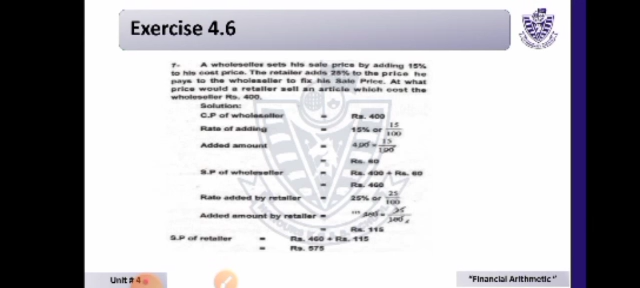 Exercise 4.6
7- A wholeseller sets his sale price by adding 15%
to his cost price. The retailer adds 25% to the price he
pays to the wholeseller to fix his Sale Price. At what
price would a retailer sell an article which cost the
wholeseller Rs. 400.
Solution:
C.P of wholeseller = Rs. 400
Rate of adding = 15% or 15/100
Added amount = 400 × 15/100
= Rs. 60
S.P of wholeseller = Rs. 400 + Rs. 60
= Rs. 460
Rate added by retailer = 25% or 25/100
Added amount by retailer = 460 × 25/100
= Rs. 115
S.P of retailer = Rs. 460 + Rs. 115
= Rs. 575
Unit # 4
"Financial Arithmetic"